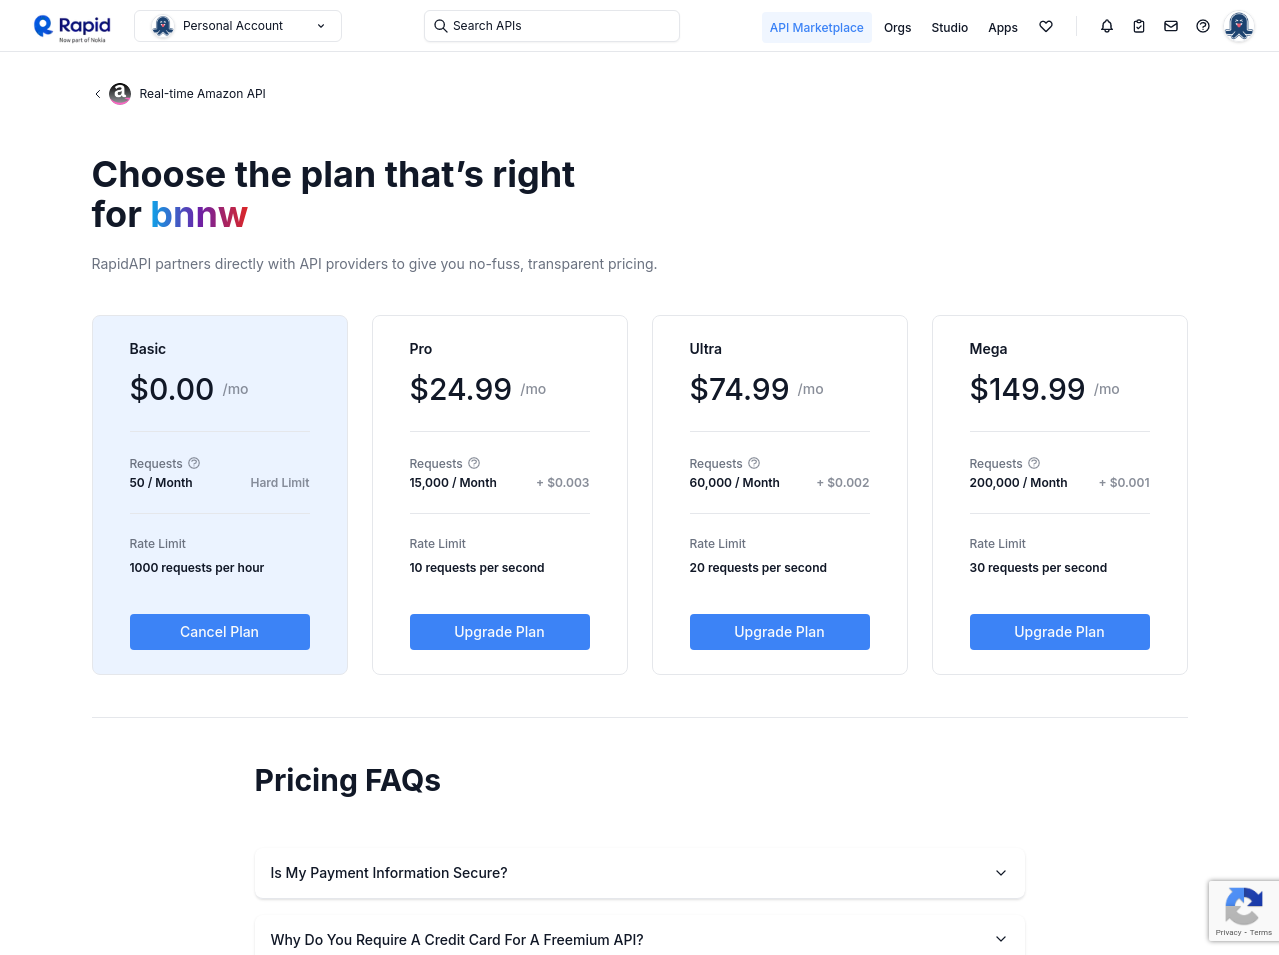 Rapid
Now part of Nokia
Personal Account
Search APIs
API Marketplace
Orgs
Studio
Apps
a
Real-time Amazon API
Choose the plan that’s right
for bnnw
RapidAPI partners directly with API providers to give you no-fuss, transparent pricing.
Basic
$0.00 /mo
Requests
50 / Month Hard Limit
Rate Limit
1000 requests per hour
Cancel Plan
Pro
$24.99 /mo
Requests
15,000 / Month + $0.003
Rate Limit
10 requests per second
Upgrade Plan
Ultra
$74.99 /mo
Requests
60,000 / Month + $0.002
Rate Limit
20 requests per second
Upgrade Plan
Mega
$149.99 /mo
Requests
200,000 / Month + $0.001
Rate Limit
30 requests per second
Upgrade Plan
Pricing FAQs
Is My Payment Information Secure?
Why Do You Require A Credit Card For A Freemium API?
Privacy - Terms